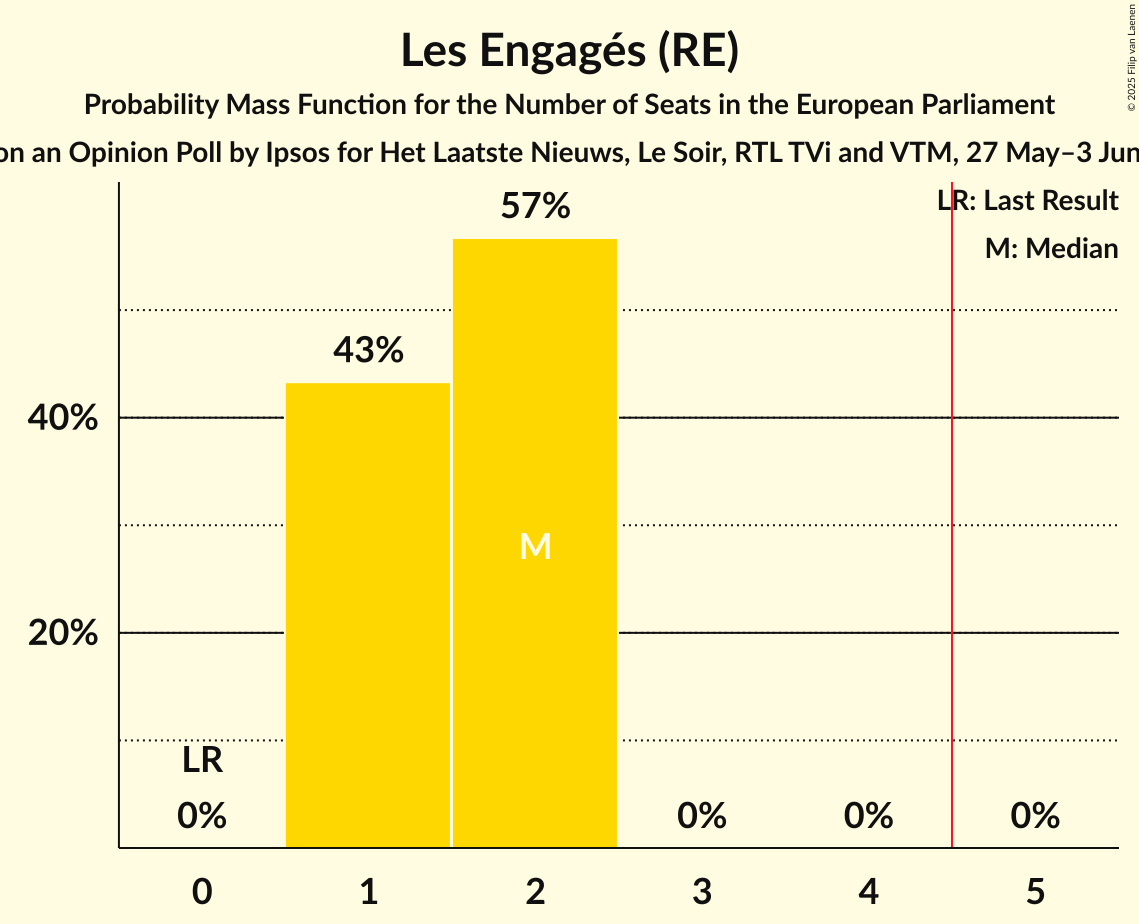 Les Engagés (RE)
Probability Mass Function for the Number of Seats in the European Parliament
on an Opinion Poll by Ipsos for Het Laatste Nieuws, Le Soir, RTL TVi and VTM, 27 May–3 Jun
© 2025 Filip van Laenen
LR: Last Result
M: Median
57%
43%
40%
M
20%
LR
0%
0%
0%
0%
0
1
2
3
4
5